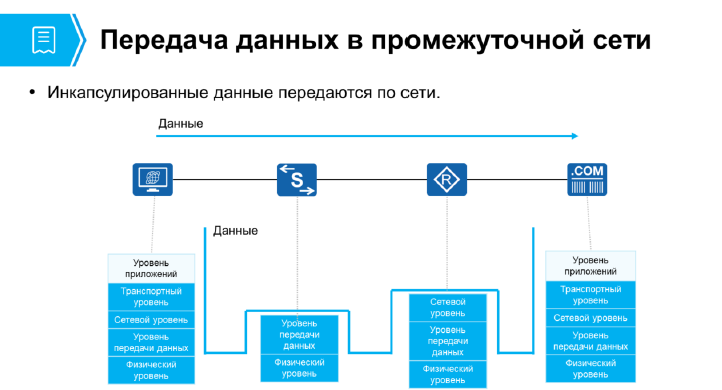 Передача данных в промежуточной сети
• Инкапсулированные данные передаются по сети.
Данные
S
R
.COM
Данные
Уровень
приложений
Транспортный
уровень
Сетевой уровень
Уровень
передачи данных
Физический
уровень
Уровень
передачи
данных
Физический
уровень
Сетевой
уровень
Уровень
передачи
данных
Физический
уровень
Уровень
приложений
Транспортный
уровень
Сетевой уровень
Уровень
передачи данных
Физический
уровень